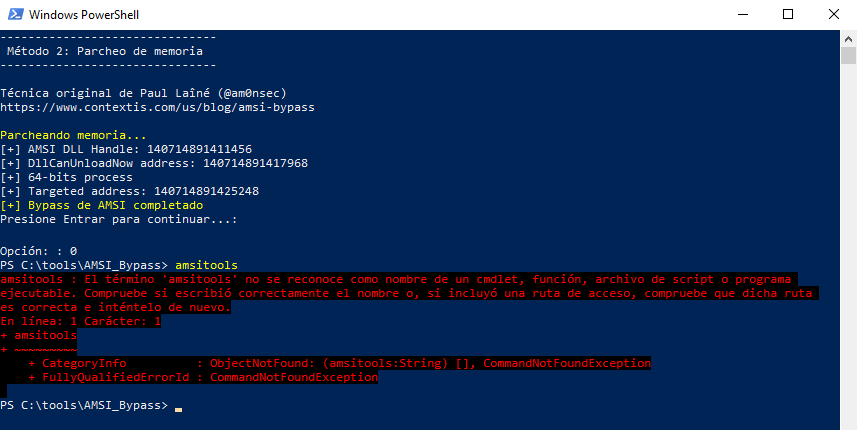 Windows PowerShell
-------------------------------
Método 2: Parcheo de memoria
-------------------------------
Técnica original de Paul Laîné (@am0nsec)
https://www.contextis.com/us/blog/amsi-bypass
Parcheando memoria...
[+] AMSI DLL Handle: 140714891411456
[+] DllCanUnloadNow address: 140714891417968
[+] 64-bits process
[+] Targeted address: 140714891425248
[+] Bypass de AMSI completado
Presione Entrar para continuar...:
Opción: : 0
PS C:\tools\AMSI_Bypass> amsitools
amsitools : El término 'amsitools' no se reconoce como nombre de un cmdlet, función, archivo de script o programa
ejecutable. Compruebe si escribió correctamente el nombre o, si incluyó una ruta de acceso, compruebe que dicha ruta
es correcta e inténtelo de nuevo.
En línea: 1 Carácter: 1
+ amsitools
+ ~~~~~~~~~
+ CategoryInfo          : ObjectNotFound: (amsitools:String) [], CommandNotFoundException
+ FullyQualifiedErrorId : CommandNotFoundException
PS C:\tools\AMSI_Bypass>